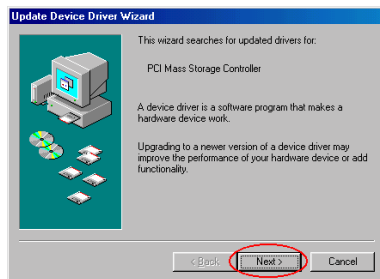 Update Device Driver Wizard
This wizard searches for updated drivers for:
PCI Mass Storage Controller
A device driver is a software program that makes a
hardware device work.
Upgrading to a newer version of a device driver may
improve the performance of your hardware device or add
functionality.
< Back
Next >
Cancel